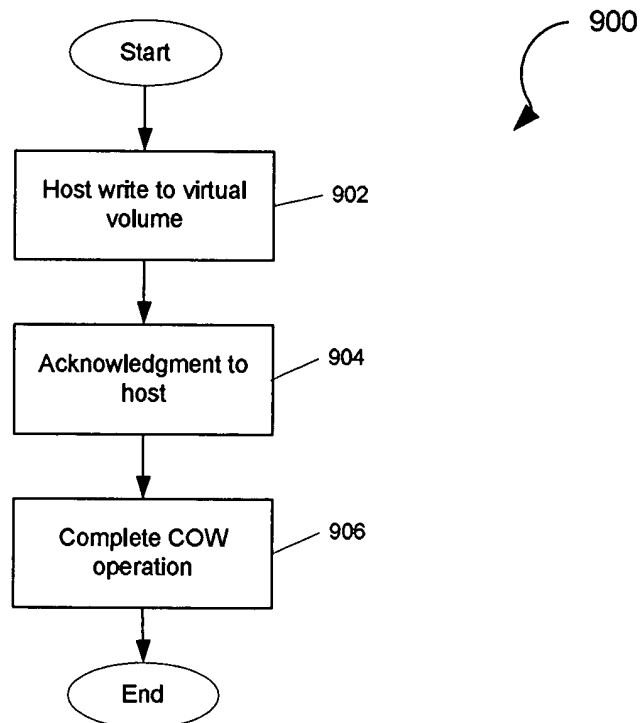 900
Start
Host write to virtual
volume
902
Acknowledgment to
host
904
Complete COW
operation
906
End